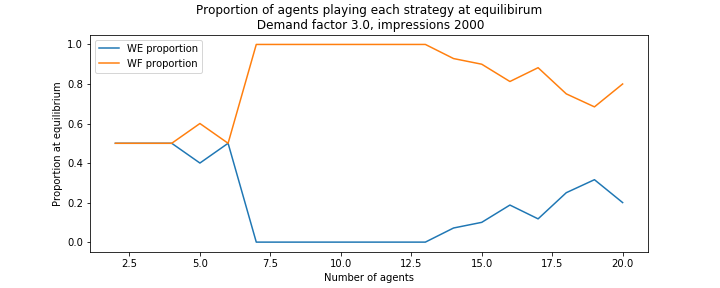 Proportion of agents playing each strategy at equilibirum
Demand factor 3.0, impressions 2000
WE proportion
WF proportion
Proportion at equilibrium
1.0
0.8
0.6
0.4
0.2
0.0
2.5 5.0 7.5 10.0 12.5 15.0 17.5 20.0
Number of agents